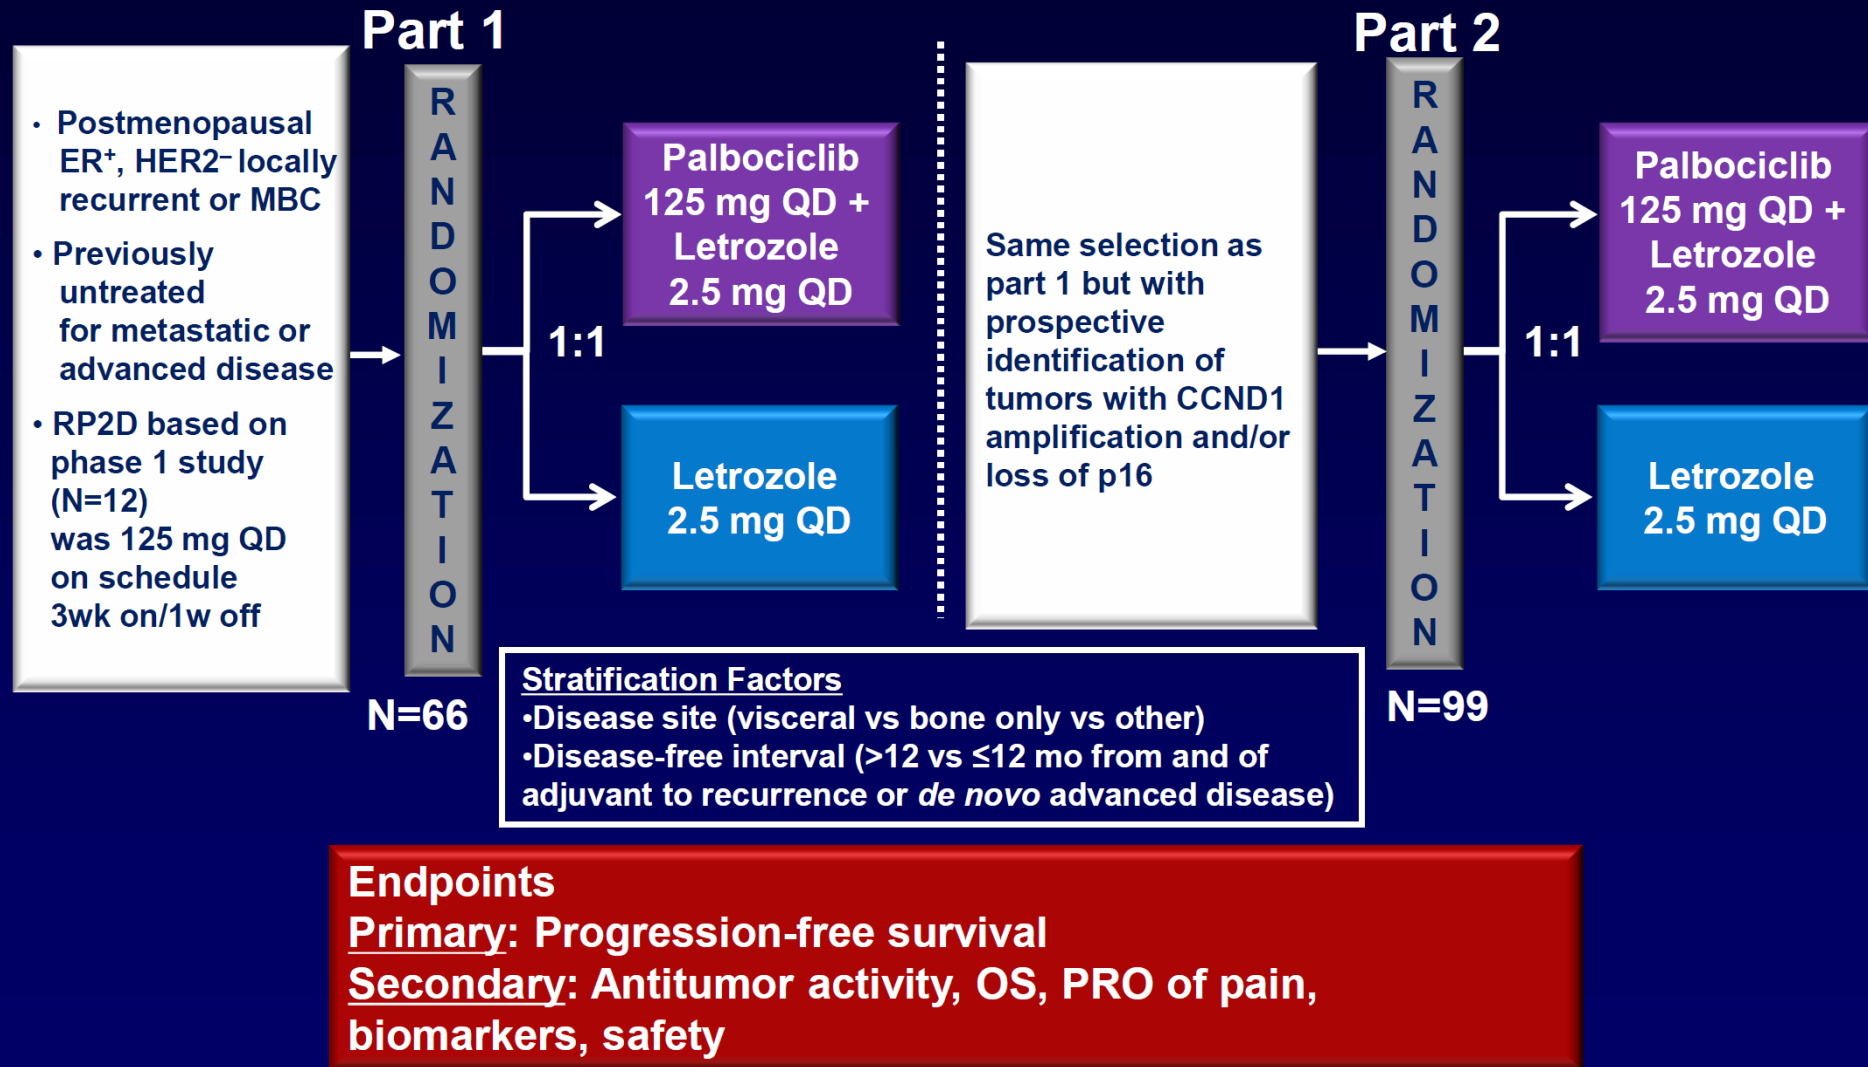 Part 1
• Postmenopausal
ER⁺, HER2⁻ locally
recurrent or MBC
• Previously
untreated
for metastatic or
advanced disease
• RP2D based on
phase 1 study
(N=12)
was 125 mg QD
on schedule
3wk on/1w off
RANDOMIZATION
N=66
1:1
Palbociclib
125 mg QD +
Letrozole
2.5 mg QD
Letrozole
2.5 mg QD
Part 2
Same selection as
part 1 but with
prospective
identification of
tumors with CCND1
amplification and/or
loss of p16
RANDOMIZATION
N=99
1:1
Palbociclib
125 mg QD +
Letrozole
2.5 mg QD
Letrozole
2.5 mg QD
Stratification Factors
•Disease site (visceral vs bone only vs other)
•Disease-free interval (>12 vs ≤12 mo from and of
adjuvant to recurrence or de novo advanced disease)
Endpoints
Primary: Progression-free survival
Secondary: Antitumor activity, OS, PRO of pain,
biomarkers, safety